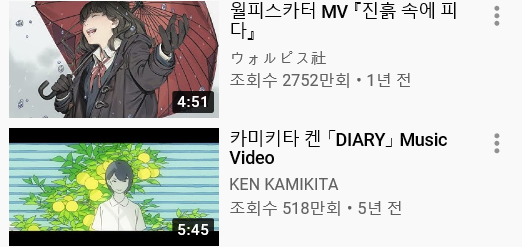 월피스카터 MV 『진흙 속에 피
다』
ウォルピス社
조회수 2752만회 • 1년 전
4:51
카미키타 켄 「DIARY」 Music
Video
KEN KAMIKITA
조회수 518만회 • 5년 전
5:45